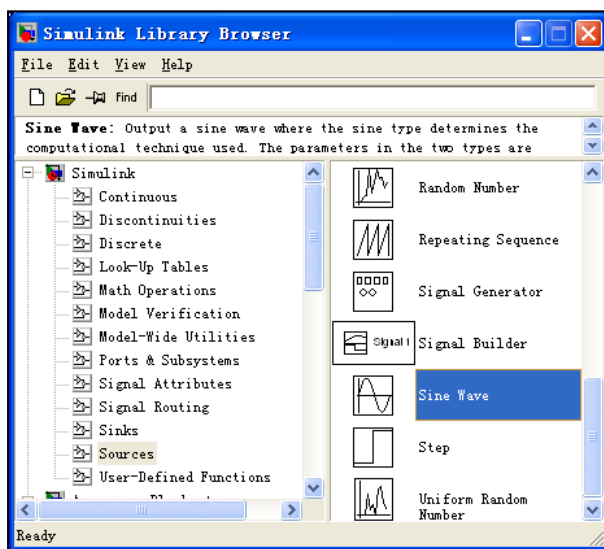 Simulink Library Browser
File Edit View Help
Find
Sine Wave: Output a sine wave where the sine type determines the
computational technique used. The parameters in the two types are
Simulink
Continuous
Discontinuities
Discrete
Look-Up Tables
Math Operations
Model Verification
Model-Wide Utilities
Ports & Subsystems
Signal Attributes
Signal Routing
Sinks
Sources
User-Defined Functions
Random Number
Repeating Sequence
Signal Generator
Signal 1
Signal Builder
Sine Wave
Step
Uniform Random
Number
Ready